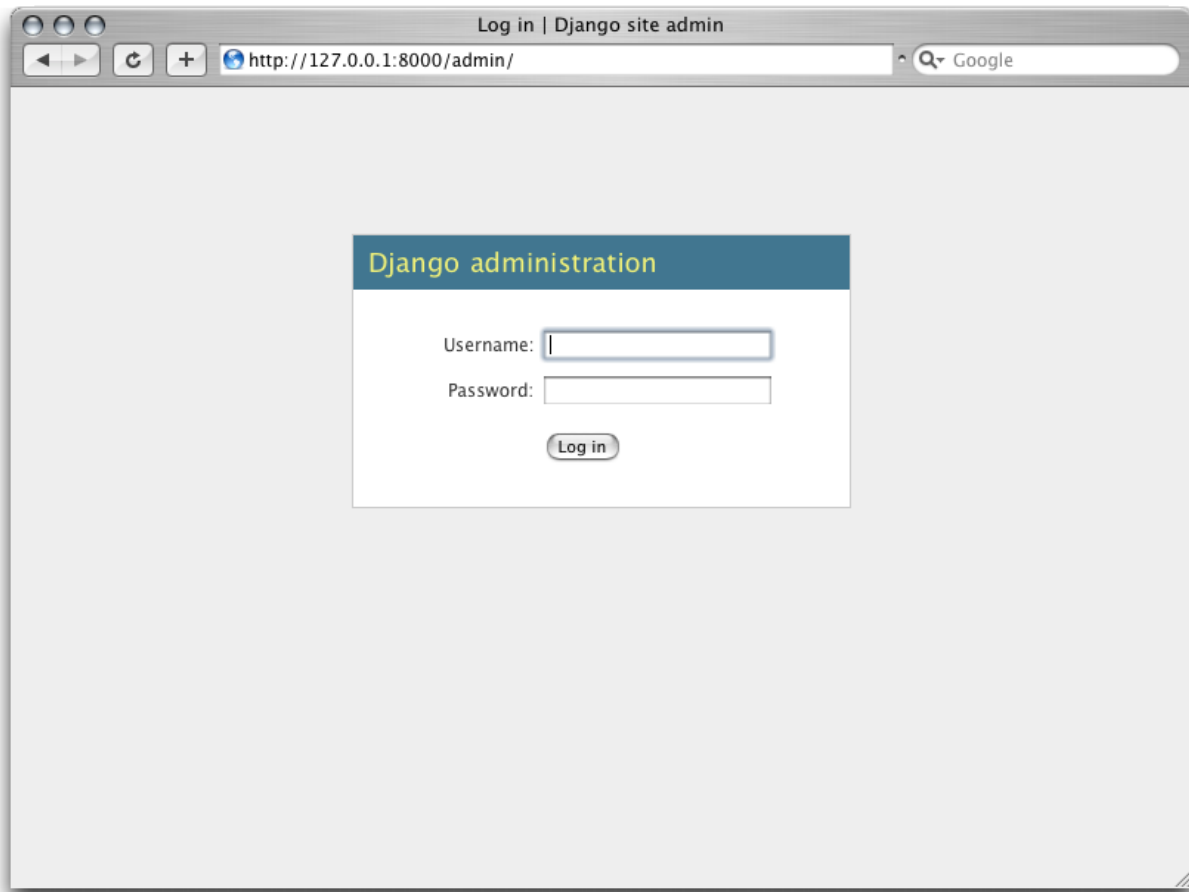 Log in | Django site admin
http://127.0.0.1:8000/admin/
Google
Django administration
Username:
Password:
Log in